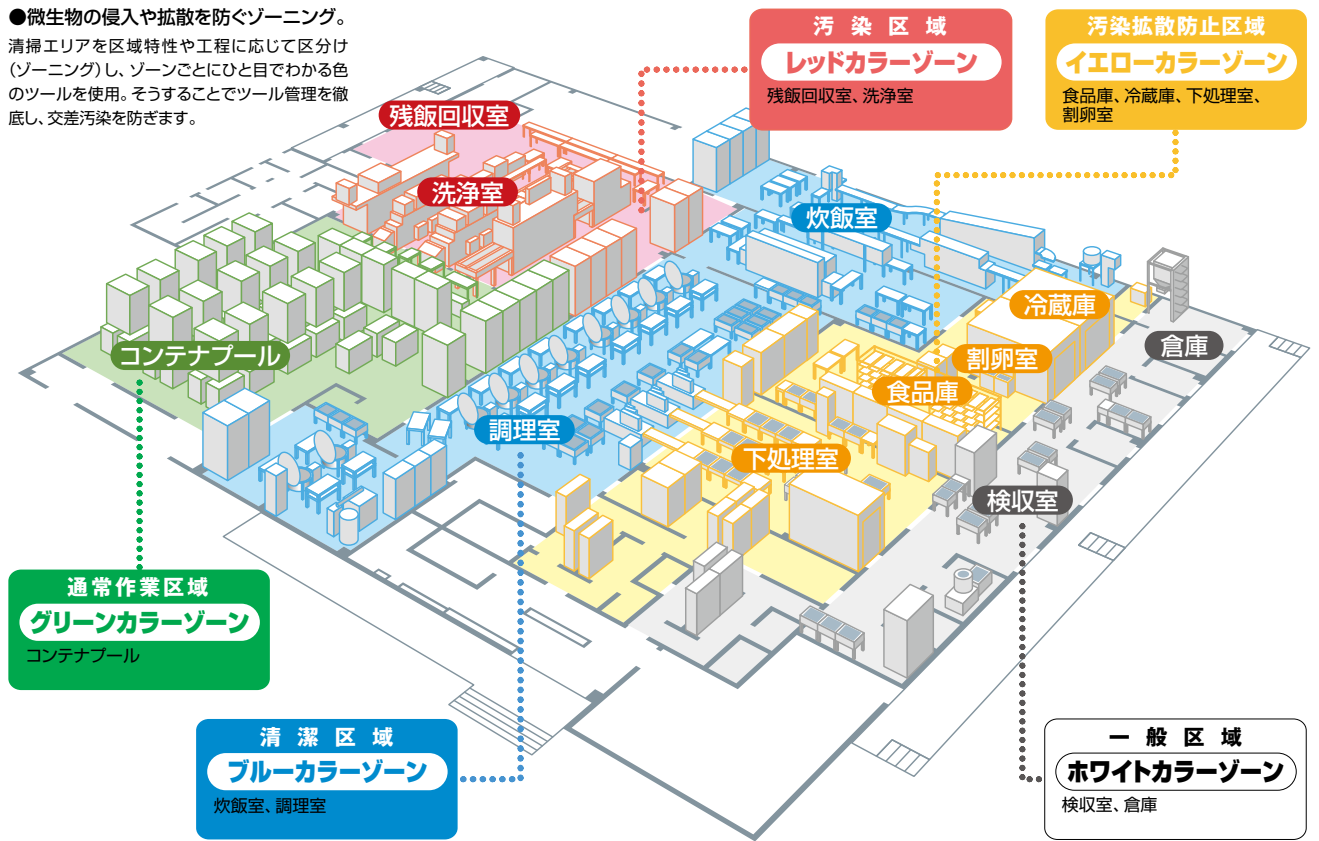 ●微生物の侵入や拡散を防ぐゾーニング。
清掃エリアを区域特性や工程に応じて区分け
(ゾーニング)し、ゾーンごとにひと目でわかる色
のツールを使用。そうすることでツール管理を徹
底し、交差汚染を防ぎます。
汚染区域
レッドカラーゾーン
残飯回収室、洗浄室
汚染拡散防止区域
イエローカラーゾーン
食品庫、冷蔵庫、下処理室、
割卵室
残飯回収室
洗浄室
炊飯室
冷蔵庫
倉庫
コンテナプール
割卵室
食品庫
調理室
下処理室
検収室
通常作業区域
グリーンカラーゾーン
コンテナプール
清潔区域
ブルーカラーゾーン
炊飯室、調理室
一般区域
ホワイトカラーゾーン
検収室、倉庫